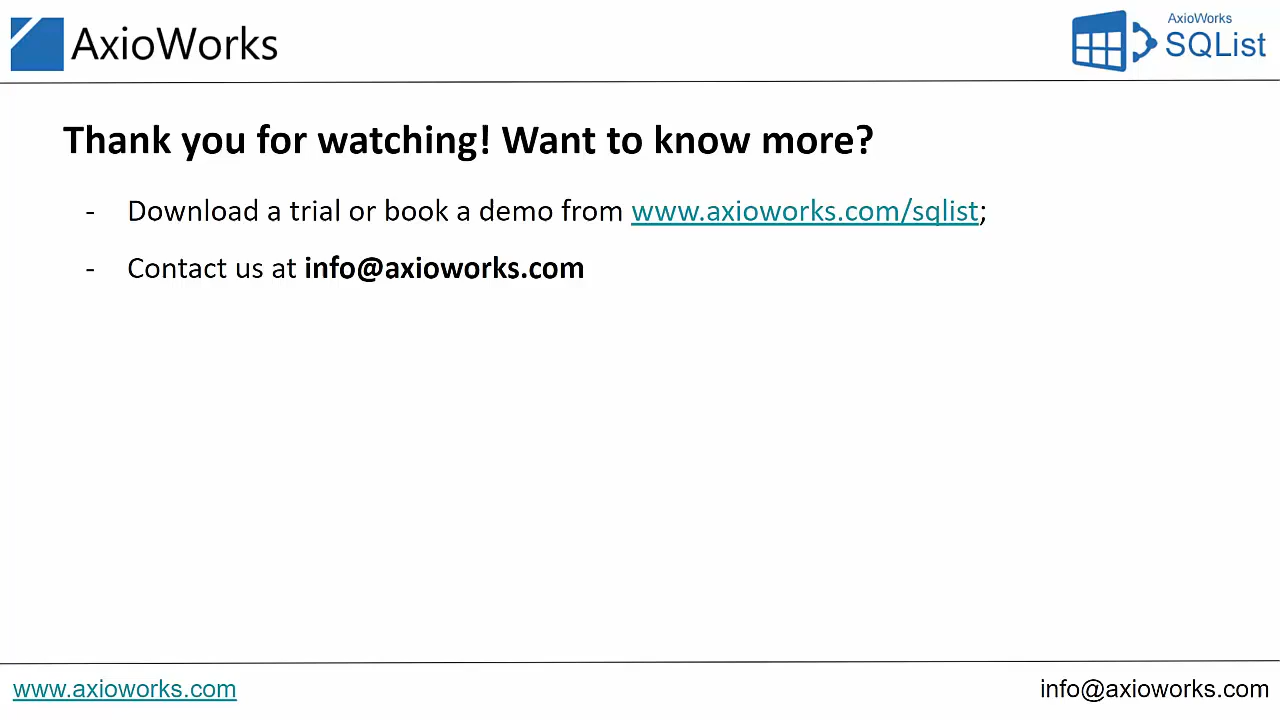 AxioWorks
AxioWorks
SQList
Thank you for watching! Want to know more?
- Download a trial or book a demo from www.axioworks.com/sqlist;
- Contact us at info@axioworks.com
www.axioworks.com
info@axioworks.com